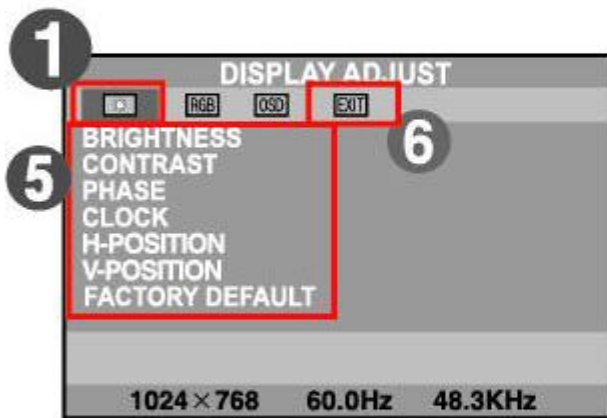 1
DISPLAY ADJUST
RGB OSD EXIT
6
5
BRIGHTNESS
CONTRAST
PHASE
CLOCK
H-POSITION
V-POSITION
FACTORY DEFAULT
1024×768 60.0Hz 48.3KHz